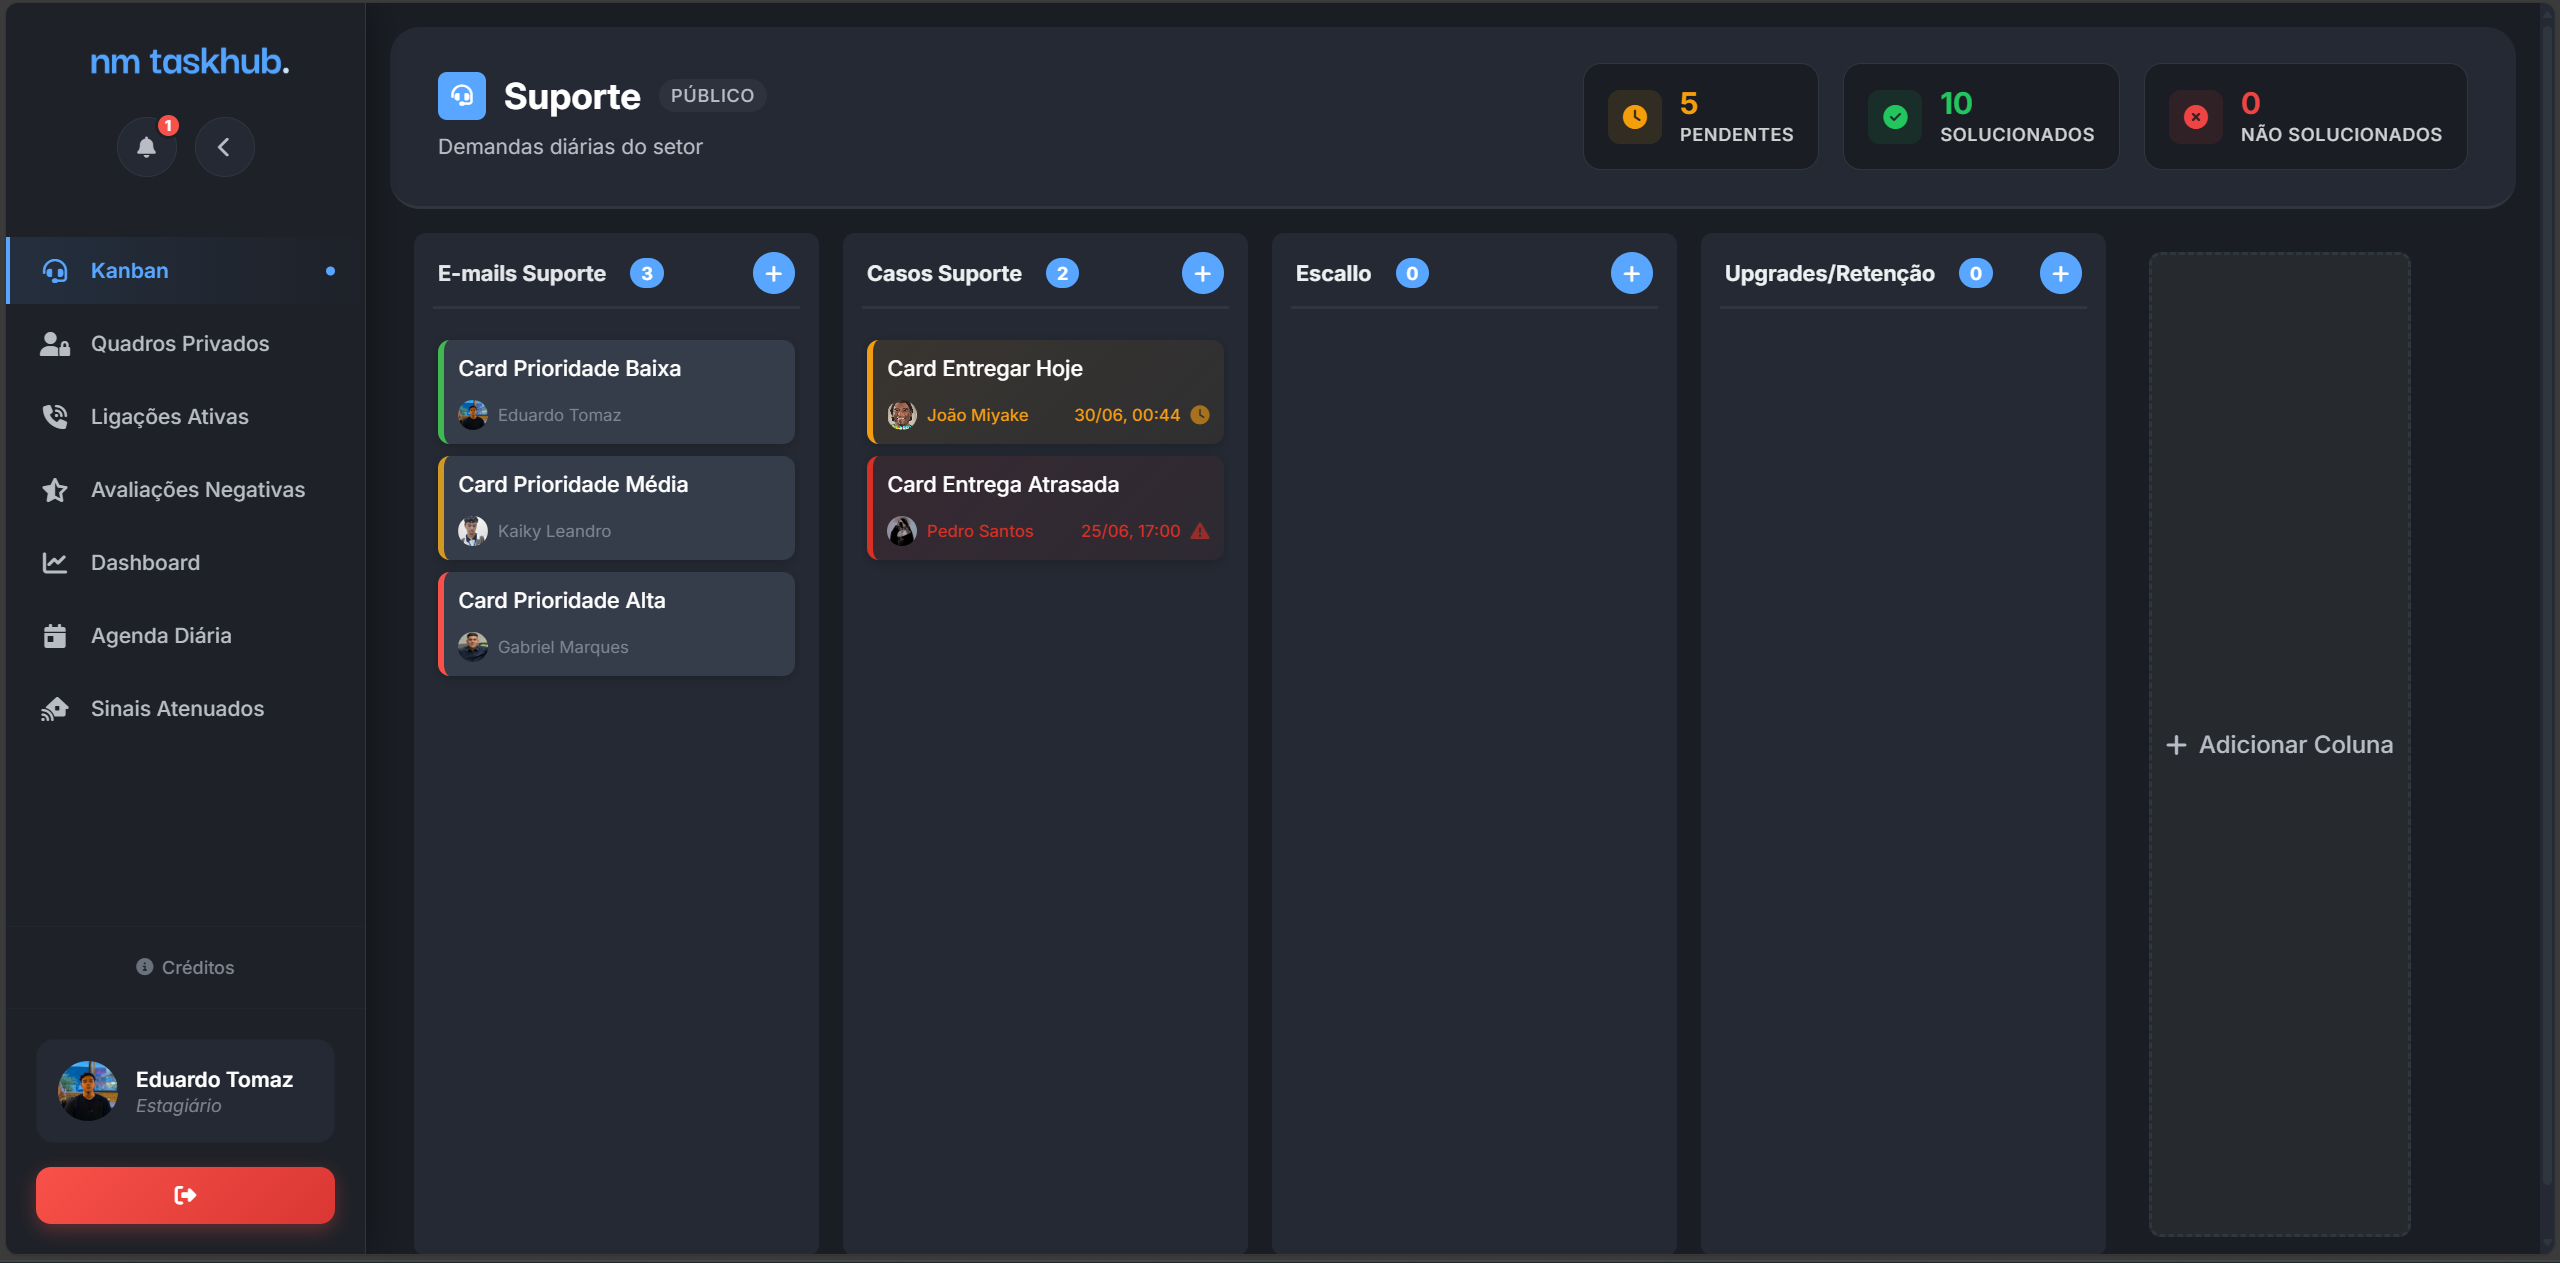 nm taskhub.
1
Kanban
Quadros Privados
Ligações Ativas
Avaliações Negativas
Dashboard
Agenda Diária
Sinais Atenuados
Créditos
Eduardo Tomaz
Estagiário
Suporte
PÚBLICO
Demandas diárias do setor
5
PENDENTES
10
SOLUCIONADOS
0
NÃO SOLUCIONADOS
E-mails Suporte 3
Card Prioridade Baixa
Eduardo Tomaz
Card Prioridade Média
Kaiky Leandro
Card Prioridade Alta
Gabriel Marques
Casos Suporte 2
Card Entregar Hoje
João Miyake 30/06, 00:44
Card Entrega Atrasada
Pedro Santos 25/06, 17:00
Escallo 0
Upgrades/Retenção 0
+ Adicionar Coluna